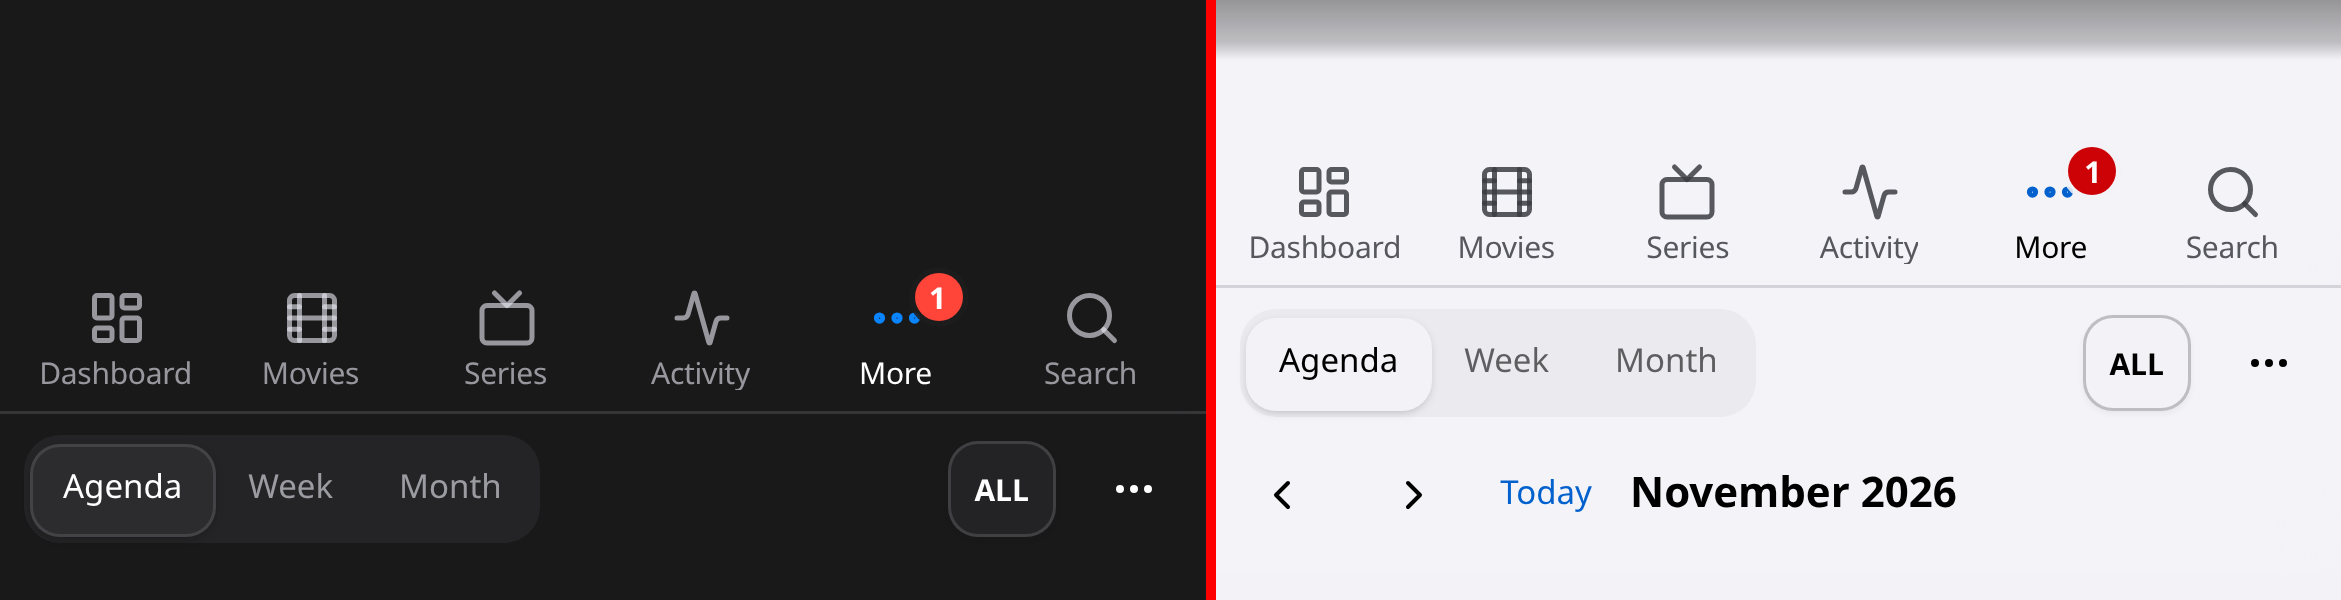 1
Dashboard Movies Series Activity More Search
Agenda Week Month ALL
1
Dashboard Movies Series Activity More Search
Agenda Week Month ALL
Today November 2026